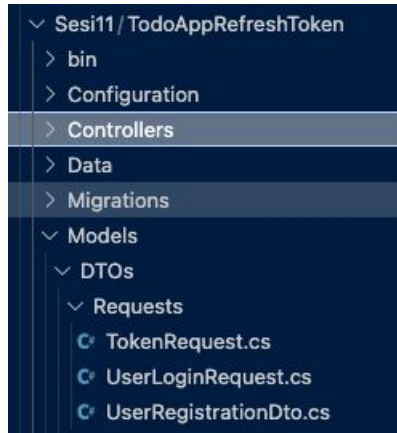 Sesi11/TodoAppRefreshToken
bin
Configuration
Controllers
Data
Migrations
Models
DTOs
Requests
C# TokenRequest.cs
C# UserLoginRequest.cs
C# UserRegistrationDto.cs